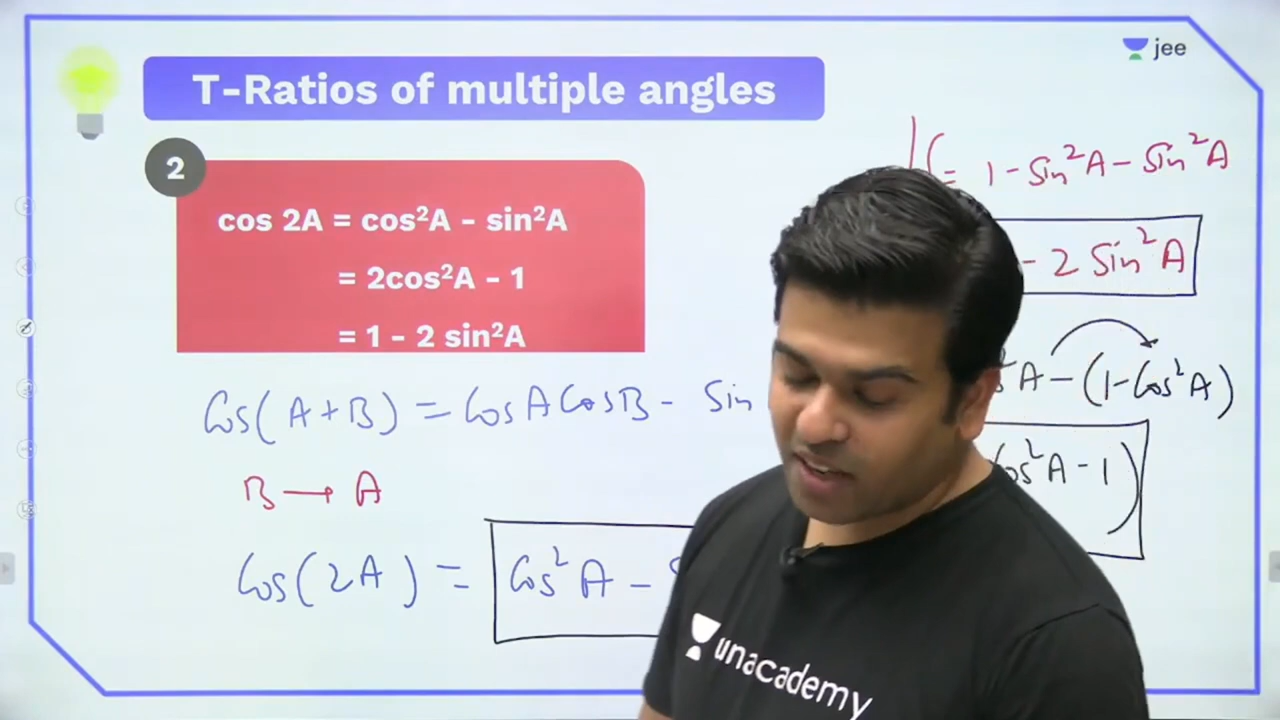 jee
T-Ratios of multiple angles
2
cos 2A = cos²A - sin²A
= 2cos²A - 1
= 1 - 2 sin²A
= 1 - Sin²A - Sin²A
- 2 Sin²A
A - (1 - Cos²A)
os²A - 1)
Cos(A+B) = CosA CosB - Sin
B → A
Cos(2A) = Cos²A -
unacademy